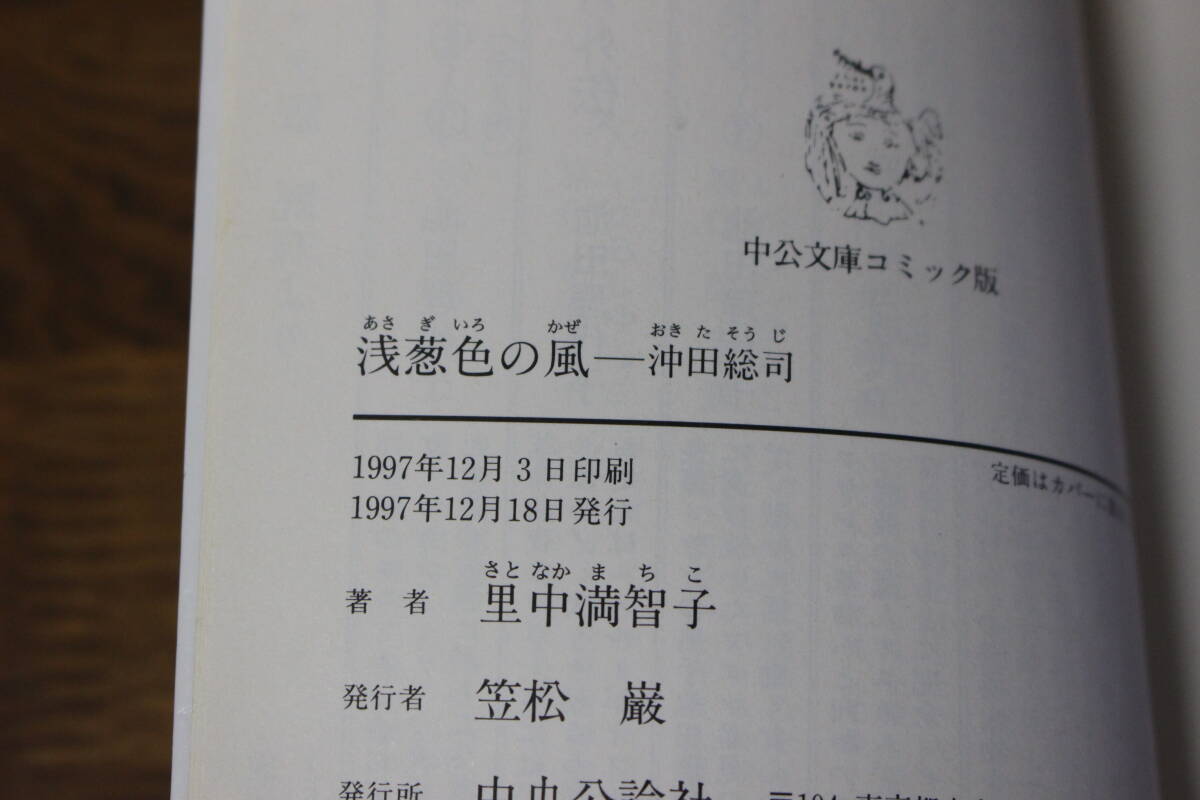 中公文庫コミック版
あさ ぎ いろ かぜ おき た そう じ
浅葱色の風―沖田総司
1997年12月3日印刷
1997年12月18日発行
定価はカバーに
さと なか ま ち こ
著 者 里中満智子
発行者 笠松 巌
発行所 中央公論社 〒104